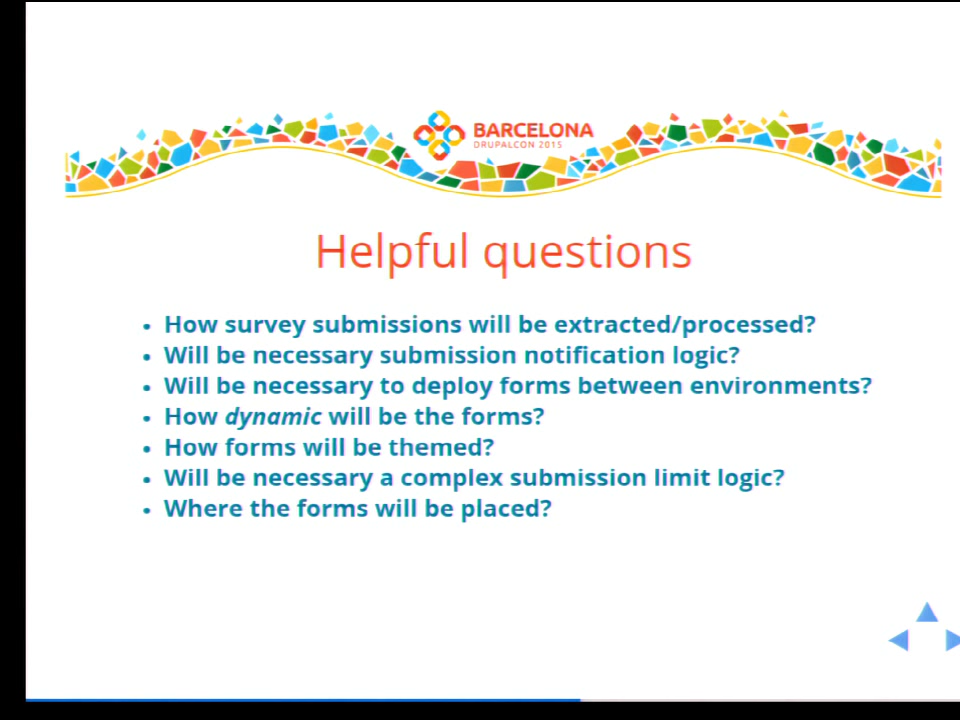 BARCELONA
DRUPALCON 2015
Helpful questions
• How survey submissions will be extracted/processed?
• Will be necessary submission notification logic?
• Will be necessary to deploy forms between environments?
• How dynamic will be the forms?
• How forms will be themed?
• Will be necessary a complex submission limit logic?
• Where the forms will be placed?